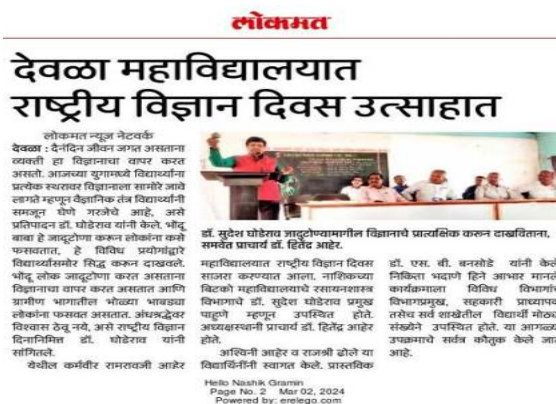 लोकमत
देवळा महाविद्यालयात
राष्ट्रीय विज्ञान दिवस उत्साहात
लोकमत न्यूज नेटवर्क
देवळा : दैनंदिन जीवन जगत असताना
व्यक्ती हा विज्ञानाचा वापर करत
असतो. आजच्या युगामध्ये विद्यार्थ्यांना
प्रत्येक स्थरावर विज्ञानाला सामोरे जावे
लागते म्हणून वैज्ञानिक तंत्र विद्यार्थ्यांनी
समजून घेणे गरजेचे आहे, असे
प्रतिपादन डॉ. घोडेराव यांनी केले. भोंदू
बाबा हे जादूटोणा करून लोकांना कसे
फसवतात, हे विविध प्रयोगांद्वारे
विद्यार्थ्यांसमोर सिद्ध करून दाखवले.
भोंदू लोक जादूटोणा करत असताना
विज्ञानाचा वापर करत असतात आणि
ग्रामीण भागातील भोळ्या भाबड्या
लोकांना फसवत असतात. अंधश्रद्धेवर
विश्वास ठेवू नये, असे राष्ट्रीय विज्ञान
दिनानिमित्त डॉ. घोडेराव यांनी
सांगितले.
येथील कर्मवीर रामरावजी आहेर
डॉ. सुदेश घोडेराव जादूटोण्यामागील विज्ञानाचे प्रात्यक्षिक करून दाखविताना,
समवेत प्राचार्य डॉ. हितेंद्र आहेर.
महाविद्यालयात राष्ट्रीय विज्ञान दिवस
साजरा करण्यात आला. नाशिकच्या
बिटको महाविद्यालयाचे रसायनशास्त्र
विभागाचे डॉ. सुदेश घोडेराव प्रमुख
पाहुणे म्हणून उपस्थित होते.
अध्यक्षस्थानी प्राचार्य डॉ. हितेंद्र आहेर
होते.
अश्विनी आहेर व राजश्री ढोले या
विद्यार्थिनींनी स्वागत केले. प्रास्तविक
डॉ. एस. बी. बनसोडे यांनी केले
निकिता भदाणे हिने आभार मानले
कार्यक्रमाला विविध विभागांचे
विभागप्रमुख, सहकारी प्राध्यापक
तसेच सर्व शाखेतील विद्यार्थी मोठ्या
संख्येने उपस्थित होते. या आगळ्या
उपक्रमाचे सर्वत्र कौतुक केले जात
आहे.
Hello Nashik Gramin
Page No. 2 Mar 02, 2024
Powered by: erelego.com